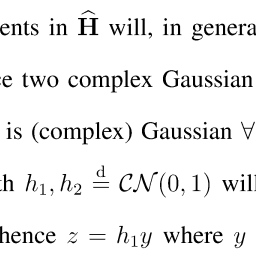 ents in $\widehat{\mathbf{H}}$ will, in genera
ce two complex Gaussian
is (complex) Gaussian ∀
th $h_1, h_2 \overset{\mathrm{d}}{=} \mathcal{CN}(0,1)$ will
hence $z = h_1 y$ where $y$